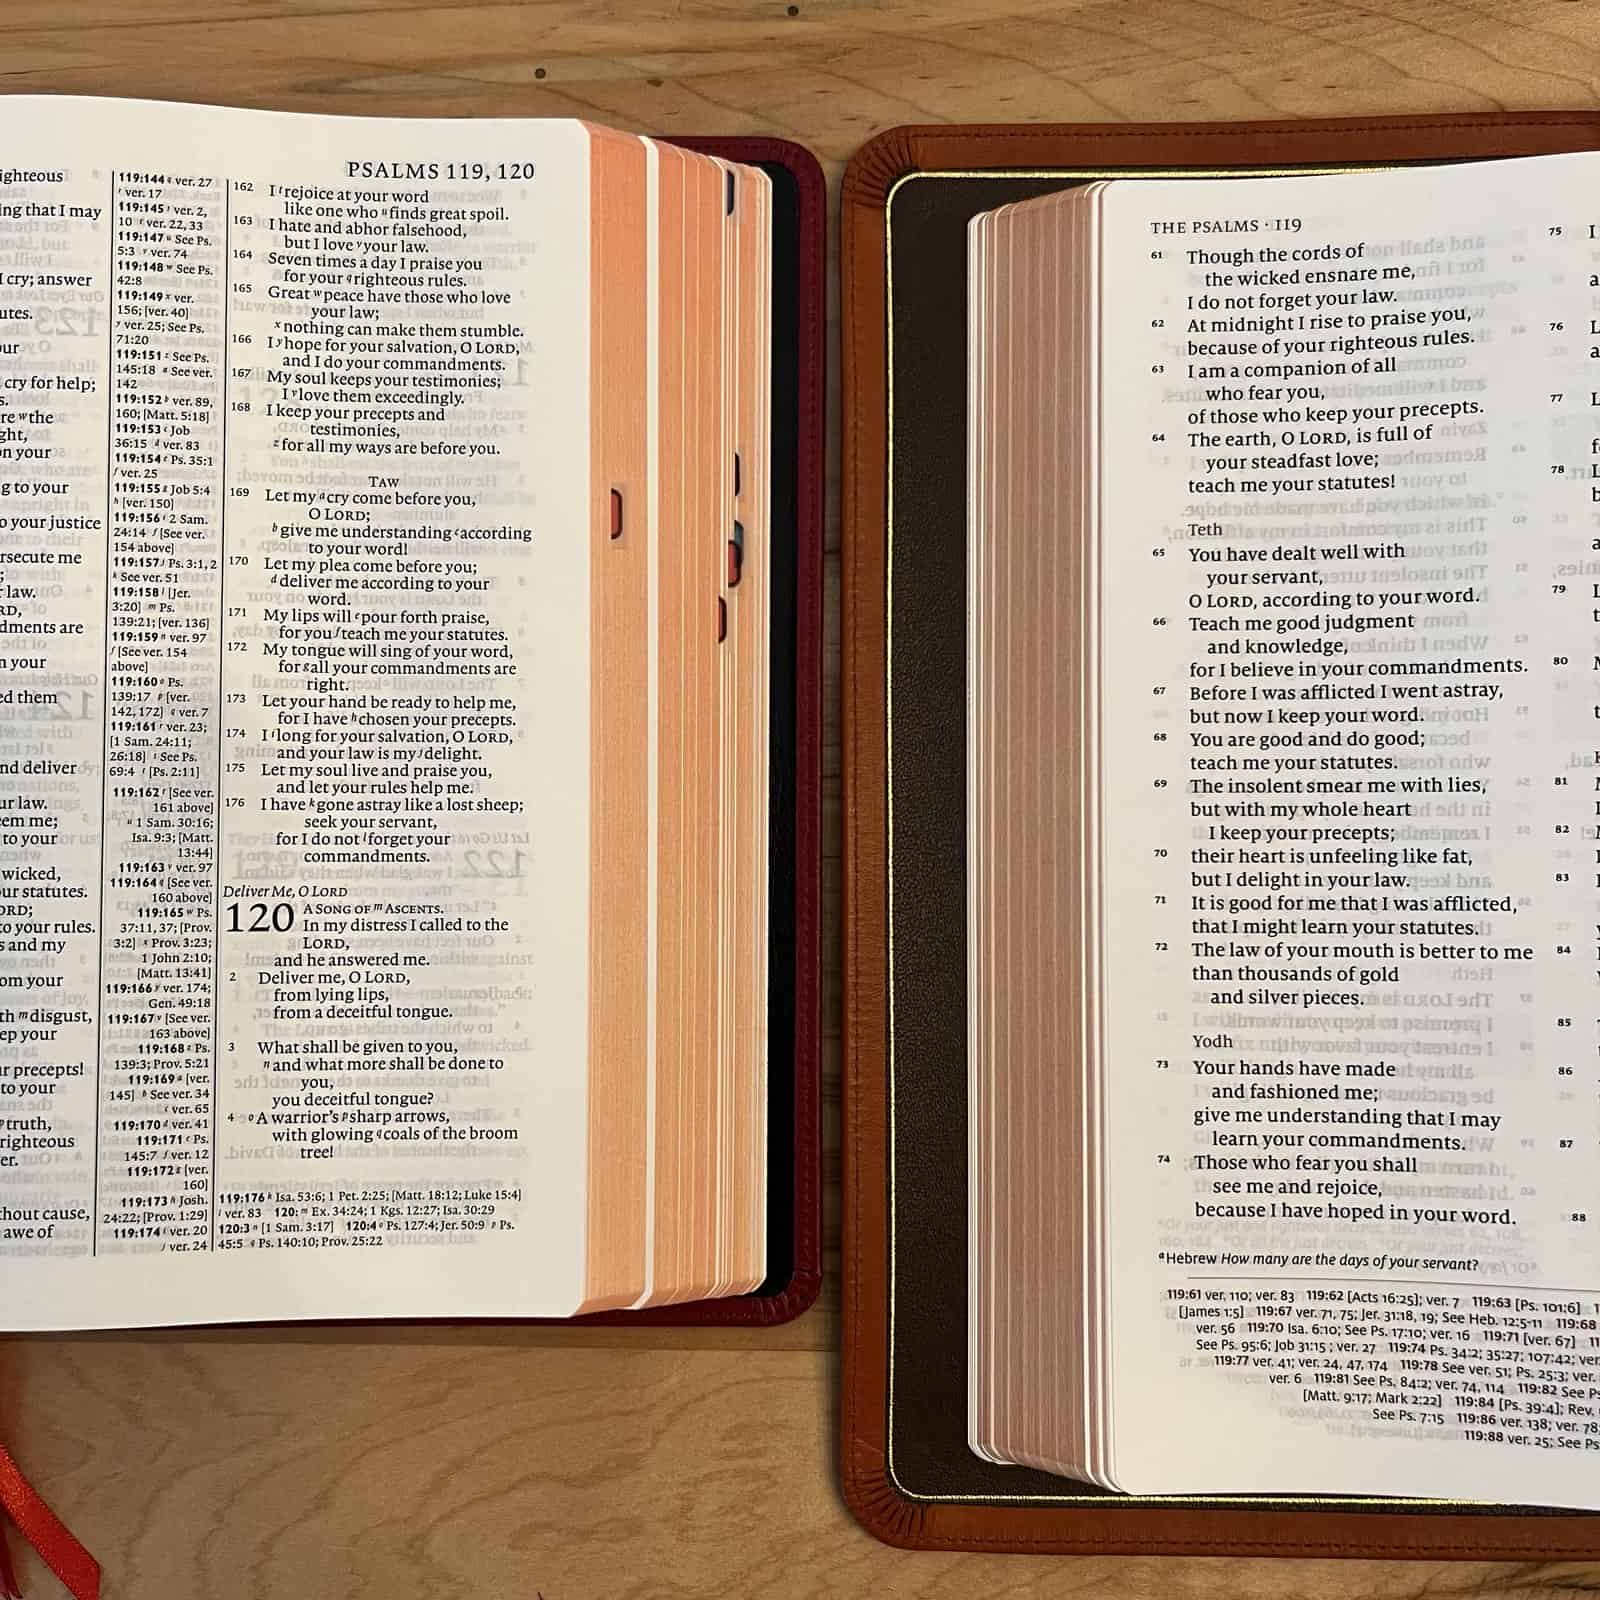 ighteous
ing that I may
I cry; answer
utes.
ur
cry for help;
s.
re ʷthe
ght,
on your
g to your
o your justice
rsecute me
;
r law.
RD,
dments are
n your
ed them
nd deliver
ur law.
em me;
to your
wicked,
ur statutes.
ORD;
to your rules.
s and my
om your
th ᵐdisgust,
ep your
r precepts!
to your
ᵖtruth,
righteous
er.
hout cause,
awe of
119:144 q ver. 27
r ver. 17
119:145 s ver. 2,
10 t ver. 22, 33
119:147 u See Ps.
5:3 v ver. 74
119:148 w See Ps.
42:8
119:149 x ver.
156; [ver. 40]
y ver. 25; See Ps.
71:20
119:151 z See Ps.
145:18 a See ver.
142
119:152 b ver. 89,
160; [Matt. 5:18]
119:153 c Job
36:15 d ver. 83
119:154 e Ps. 35:1
f ver. 25
119:155 g Job 5:4
h [ver. 150]
119:156 i 2 Sam.
24:14 f [See ver.
154 above]
119:157 j Ps. 3:1, 2
k See ver. 51
119:158 l [Jer.
3:20] m Ps.
139:21; [ver. 136]
119:159 n ver. 97
f [See ver. 154
above]
119:160 o Ps.
139:17 p [ver.
142, 172] q ver. 7
119:161 r ver. 23;
[1 Sam. 24:11;
26:18] s See Ps.
69:4 t [Ps. 2:11]
119:162 t [See ver.
161 above]
u 1 Sam. 30:16;
Isa. 9:3; [Matt.
13:44]
119:163 v ver. 97
119:164 q [See ver.
160 above]
119:165 w Ps.
37:11, 37; [Prov.
3:2] x Prov. 3:23;
1 John 2:10;
[Matt. 13:41]
119:166 y ver. 174;
Gen. 49:18
119:167 v [See ver.
163 above]
119:168 z Ps.
139:3; Prov. 5:21
119:169 a [ver.
145] b See ver. 34
c ver. 65
119:170 d ver. 41
119:171 e Ps.
145:7 f ver. 12
119:172 g [ver.
160]
119:173 h Josh.
24:22; [Prov. 1:29]
119:174 i ver. 20
j ver. 24
PSALMS 119, 120
162 I ᵗrejoice at your word
like one who ᵘfinds great spoil.
163 I hate and abhor falsehood,
but I love ᵛyour law.
164 Seven times a day I praise you
for your ᑫrighteous rules.
165 Great ʷpeace have those who love
your law;
ˣnothing can make them stumble.
166 I ʸhope for your salvation, O LORD,
and I do your commandments.
167 My soul keeps your testimonies;
I ᵛlove them exceedingly.
168 I keep your precepts and
testimonies,
ᶻfor all my ways are before you.
TAW
169 Let my ᵃcry come before you,
O LORD;
ᵇgive me understanding ᶜaccording
to your word!
170 Let my plea come before you;
ᵈdeliver me according to your
word.
171 My lips will ᵉpour forth praise,
for you ᶠteach me your statutes.
172 My tongue will sing of your word,
for ᵍall your commandments are
right.
173 Let your hand be ready to help me,
for I have ʰchosen your precepts.
174 I ⁱlong for your salvation, O LORD,
and your law is my ʲdelight.
175 Let my soul live and praise you,
and let your rules help me.
176 I have ᵏgone astray like a lost sheep;
seek your servant,
for I do not ˡforget your
commandments.
Deliver Me, O LORD
120 A SONG OF ᵐASCENTS.
In my distress I called to the
LORD,
and he answered me.
2 Deliver me, O LORD,
from lying lips,
from a deceitful tongue.
3 What shall be given to you,
ⁿand what more shall be done to
you,
you deceitful tongue?
4 ᵒA warrior's ᵖsharp arrows,
with glowing ᑫcoals of the broom
tree!
119:176 k Isa. 53:6; 1 Pet. 2:25; [Matt. 18:12; Luke 15:4]
l ver. 83 120: m Ex. 34:24; 1 Kgs. 12:27; Isa. 30:29
120:3 n [1 Sam. 3:17] 120:4 o Ps. 127:4; Jer. 50:9 p Ps.
45:5 q Ps. 140:10; Prov. 25:22
THE PSALMS · 119
61 Though the cords of
the wicked ensnare me,
I do not forget your law.
62 At midnight I rise to praise you,
because of your righteous rules.
63 I am a companion of all
who fear you,
of those who keep your precepts.
64 The earth, O LORD, is full of
your steadfast love;
teach me your statutes!
Teth
65 You have dealt well with
your servant,
O LORD, according to your word.
66 Teach me good judgment
and knowledge,
for I believe in your commandments.
67 Before I was afflicted I went astray,
but now I keep your word.
68 You are good and do good;
teach me your statutes.
69 The insolent smear me with lies,
but with my whole heart
I keep your precepts;
70 their heart is unfeeling like fat,
but I delight in your law.
71 It is good for me that I was afflicted,
that I might learn your statutes.
72 The law of your mouth is better to me
than thousands of gold
and silver pieces.
Yodh
73 Your hands have made
and fashioned me;
give me understanding that I may
learn your commandments.
74 Those who fear you shall
see me and rejoice,
because I have hoped in your word.
ᵃHebrew How many are the days of your servant?
119:61 ver. 110; ver. 83 119:62 [Acts 16:25]; ver. 7 119:63 [Ps. 101:6]
[James 1:5] 119:67 ver. 71, 75; Jer. 31:18, 19; See Heb. 12:5-11 119:68
ver. 56 119:70 Isa. 6:10; See Ps. 17:10; ver. 16 119:71 [ver. 67]
See Ps. 95:6; Job 31:15; ver. 27 119:74 Ps. 34:2; 35:27; 107:42; ver.
119:77 ver. 41; ver. 24, 47, 174 119:78 See ver. 51; Ps. 25:3; ver.
ver. 6 119:81 See Ps. 84:2; ver. 74, 114 119:82 See Ps
[Matt. 9:17; Mark 2:22] 119:84 [Ps. 39:4]; Rev.
See Ps. 7:15 119:86 ver. 138; ver. 78;
119:88 ver. 25; See Ps
75 I
a
76 L
a
77 L
f
78 L
b
79 L
t
80
81
82
83
84
85
86
87
88